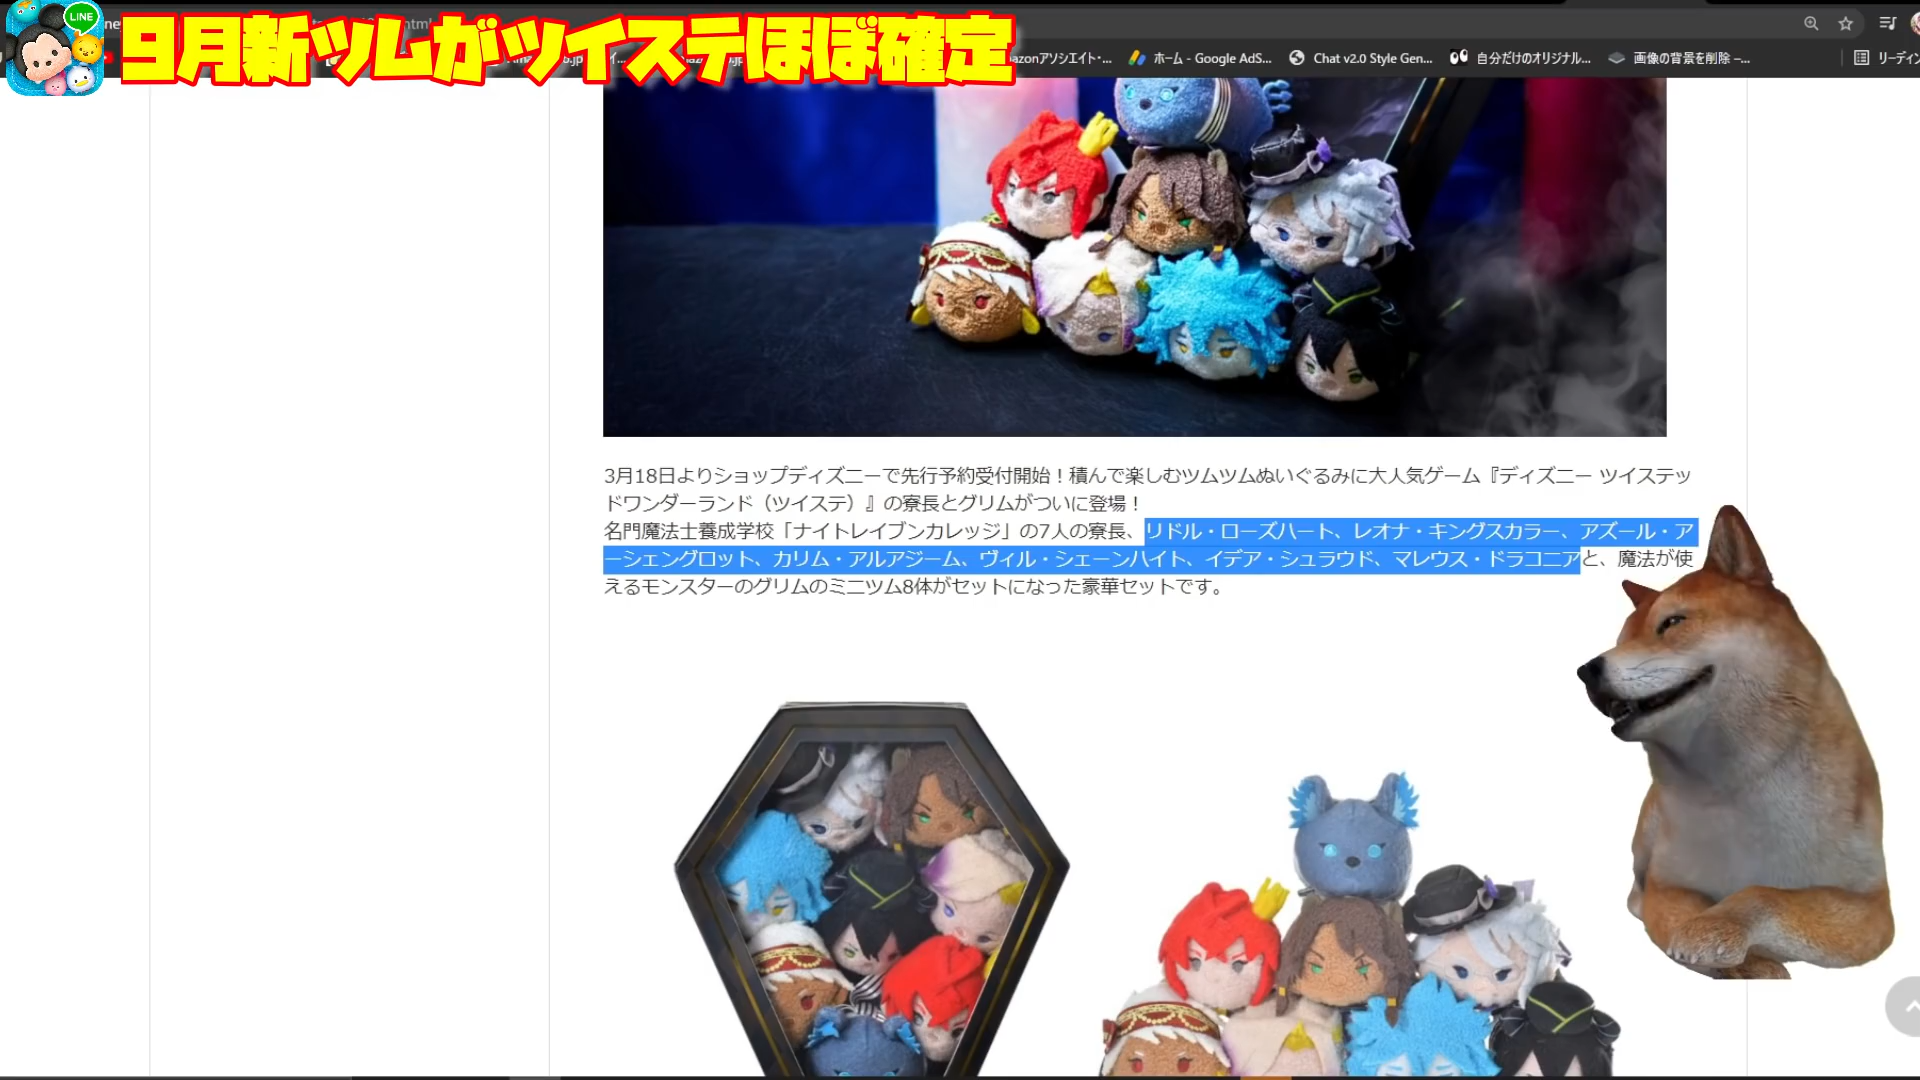 LINE
9月新ツムがツイステほぼ確定
azonアソシエイト・...
ホーム - Google AdS...
Chat v2.0 Style Gen...
自分だけのオリジナル...
画像の背景を削除 –...
リーディン
3月18日よりショップディズニーで先行予約受付開始！積んで楽しむツムツムぬいぐるみに大人気ゲーム『ディズニー ツイステッ
ドワンダーランド（ツイステ）』の寮長とグリムがついに登場！
名門魔法士養成学校「ナイトレイブンカレッジ」の7人の寮長、リドル・ローズハート、レオナ・キングスカラー、アズール・ア
ーシェングロット、カリム・アルアジーム、ヴィル・シェーンハイト、イデア・シュラウド、マレウス・ドラコニアと、魔法が使
えるモンスターのグリムのミニツム8体がセットになった豪華セットです。